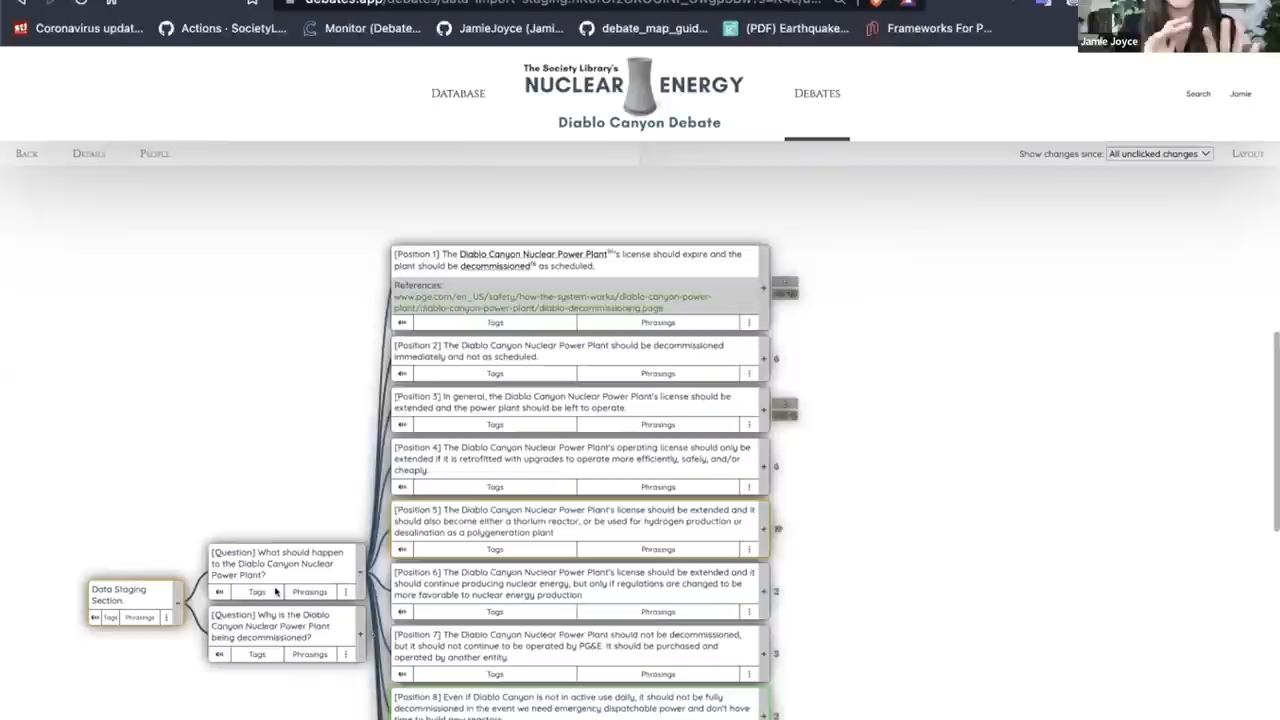 Coronavirus updat...
Actions · SocietyL...
Monitor (Debate...
JamieJoyce (Jami...
debate_map_guid...
(PDF) Earthquake...
Frameworks For P...
Jamie Joyce
The Society Library's
NUCLEAR ENERGY
Diablo Canyon Debate
DATABASE
DEBATES
Search
Jamie
BACK
DETAILS
PEOPLE
Show changes since:
All unclicked changes
LAYOUT
[Position 1] The Diablo Canyon Nuclear Power Plant's license should expire and the
plant should be decommissioned as scheduled.
References:
www.pge.com/en_US/safety/how-the-system-works/diablo-canyon-power-
plant/diablo-canyon-power-plant/diablo-decommissioning.page
Tags
Phrasings
[Position 2] The Diablo Canyon Nuclear Power Plant should be decommissioned
immediately and not as scheduled.
6
Tags
Phrasings
[Position 3] In general, the Diablo Canyon Nuclear Power Plant's license should be
extended and the power plant should be left to operate.
Tags
Phrasings
[Position 4] The Diablo Canyon Nuclear Power Plant's operating license should only be
extended if it is retrofitted with upgrades to operate more efficiently, safely, and/or
cheaply.
6
Tags
Phrasings
[Position 5] The Diablo Canyon Nuclear Power Plant's license should be extended and it
should also become either a thorium reactor, or be used for hydrogen production or
desalination as a polygeneration plant
Tags
Phrasings
[Position 6] The Diablo Canyon Nuclear Power Plant's license should be extended and it
should continue producing nuclear energy, but only if regulations are changed to be
more favorable to nuclear energy production
2
Tags
Phrasings
[Position 7] The Diablo Canyon Nuclear Power Plant should not be decommissioned,
but it should not continue to be operated by PG&E. It should be purchased and
operated by another entity.
3
Tags
Phrasings
[Position 8] Even if Diablo Canyon is not in active use daily, it should not be fully
decommissioned in the event we need emergency dispatchable power and don't have
time to build new reactors.
[Question] What should happen
to the Diablo Canyon Nuclear
Power Plant?
Tags
Phrasings
Data Staging
Section.
Tags
Phrasings
[Question] Why is the Diablo
Canyon Nuclear Power Plant
being decommissioned?
Tags
Phrasings